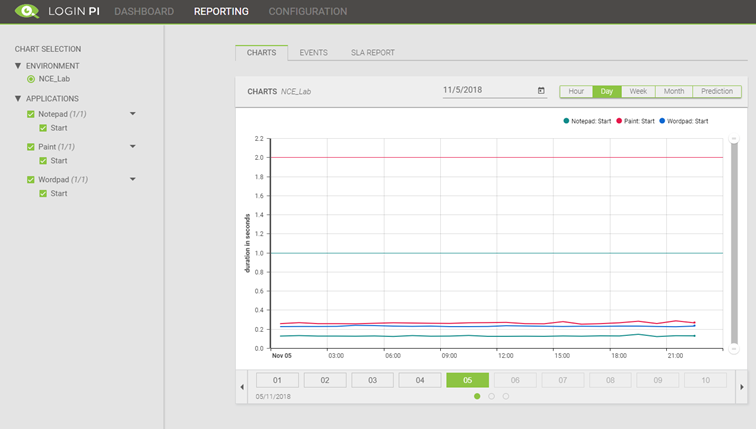 LOGIN PI DASHBOARD REPORTING CONFIGURATION
CHART SELECTION
ENVIRONMENT
NCE_Lab
APPLICATIONS
Notepad (1/1)
Start
Paint (1/1)
Start
Wordpad (1/1)
Start
CHARTS EVENTS SLA REPORT
CHARTS NCE_Lab 11/5/2018 Hour Day Week Month Prediction
Notepad: Start Paint: Start Wordpad: Start
duration in seconds
2.2
2.0
1.8
1.6
1.4
1.2
1.0
0.8
0.6
0.4
0.2
0.0
Nov 05 03:00 06:00 09:00 12:00 15:00 18:00 21:00
01 02 03 04 05 06 07 08 09 10
05/11/2018